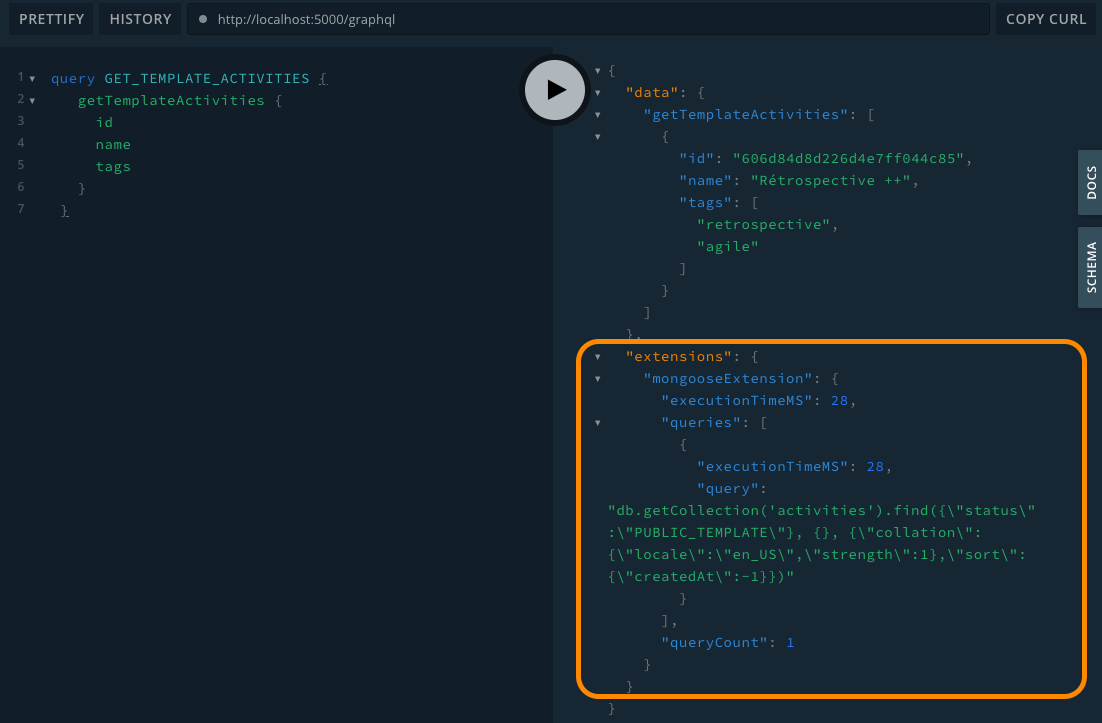 PRETTIFY HISTORY http://localhost:5000/graphql COPY CURL
1 query GET_TEMPLATE_ACTIVITIES {
2 getTemplateActivities {
3 id
4 name
5 tags
6 }
7 }
{
"data": {
"getTemplateActivities": [
{
"id": "606d84d8d226d4e7ff044c85",
"name": "Rétrospective ++",
"tags": [
"retrospective",
"agile"
]
}
]
},
"extensions": {
"mongooseExtension": {
"executionTimeMS": 28,
"queries": [
{
"executionTimeMS": 28,
"query":
"db.getCollection('activities').find({\"status\"
:\"PUBLIC_TEMPLATE\"}, {}, {\"collation\":
{\"locale\":\"en_US\",\"strength\":1},\"sort\":
{\"createdAt\":-1}})"
}
],
"queryCount": 1
}
}
}
DOCS
SCHEMA